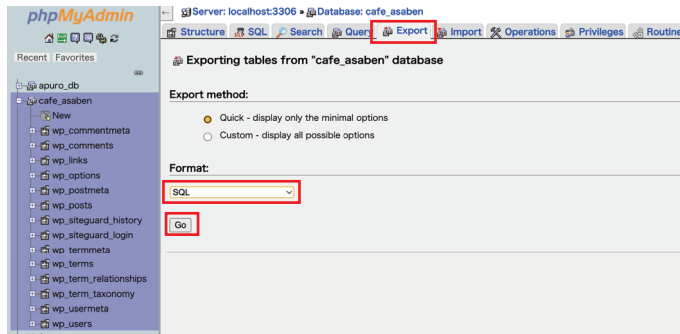 phpMyAdmin
Recent Favorites
apuro_db
cafe_asaben
New
wp_commentmeta
wp_comments
wp_links
wp_options
wp_postmeta
wp_posts
wp_siteguard_history
wp_siteguard_login
wp_termmeta
wp_terms
wp_term_relationships
wp_term_taxonomy
wp_usermeta
wp_users
Server: localhost:3306 » Database: cafe_asaben
Structure SQL Search Query Export Import Operations Privileges Routine
Exporting tables from "cafe_asaben" database
Export method:
Quick - display only the minimal options
Custom - display all possible options
Format:
SQL
Go